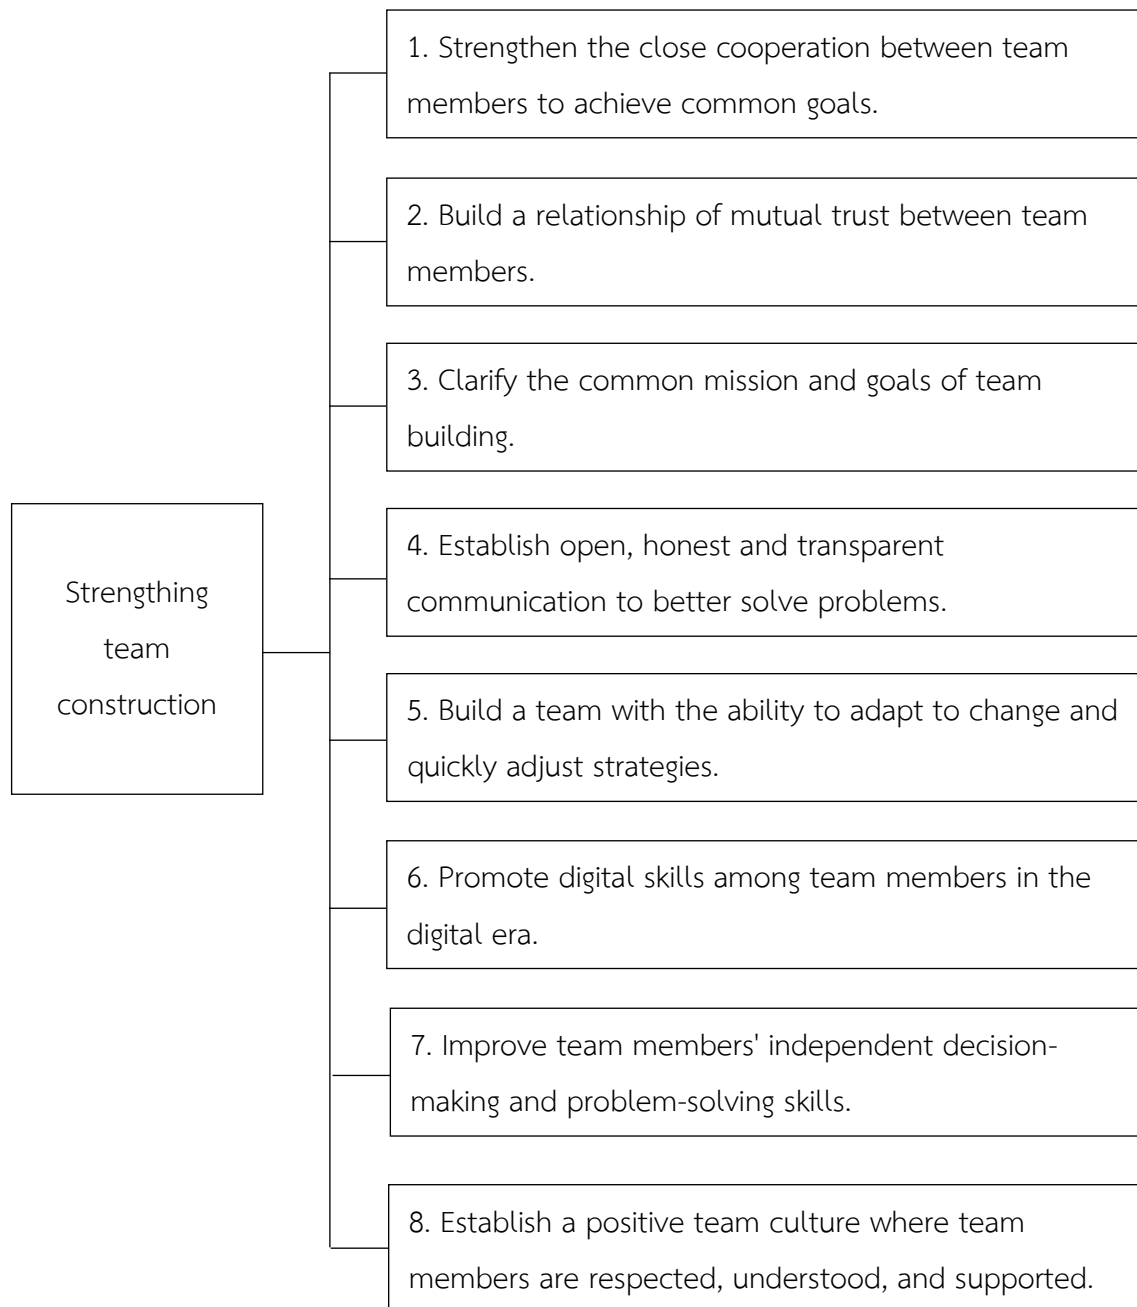 1. Strengthen the close cooperation between team
members to achieve common goals.
2. Build a relationship of mutual trust between team
members.
3. Clarify the common mission and goals of team
building.
4. Establish open, honest and transparent
communication to better solve problems.
Strengthing
team
construction
5. Build a team with the ability to adapt to change and
quickly adjust strategies.
6. Promote digital skills among team members in the
digital era.
7. Improve team members' independent decision-
making and problem-solving skills.
8. Establish a positive team culture where team
members are respected, understood, and supported.